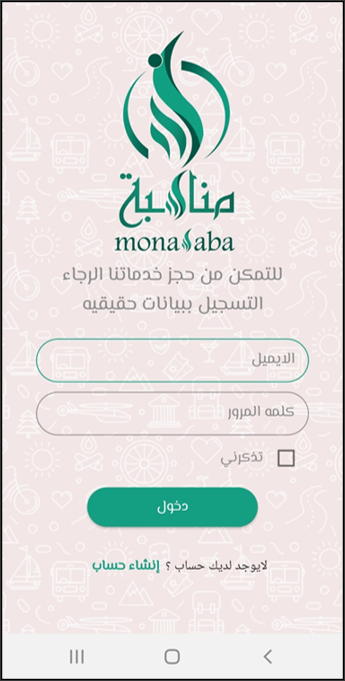 مناسبة
monasaba
للتمكن من حجز خدماتنا الرجاء
التسجيل ببيانات حقيقيه
الايميل
كلمه المرور
تذكرني
دخول
لايوجد لديك حساب ؟ إنشاء حساب